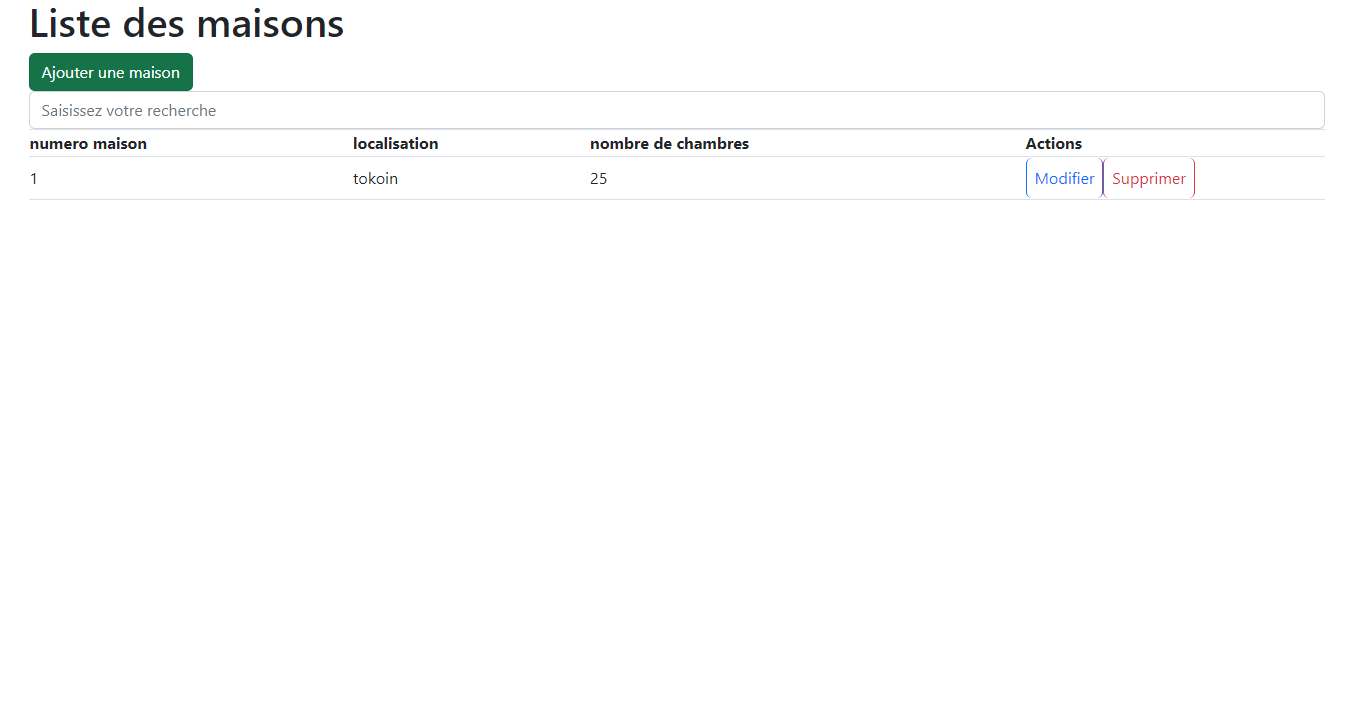 Liste des maisons
Ajouter une maison
Saisissez votre recherche
numero maison localisation nombre de chambres Actions
1 tokoin 25 Modifier Supprimer